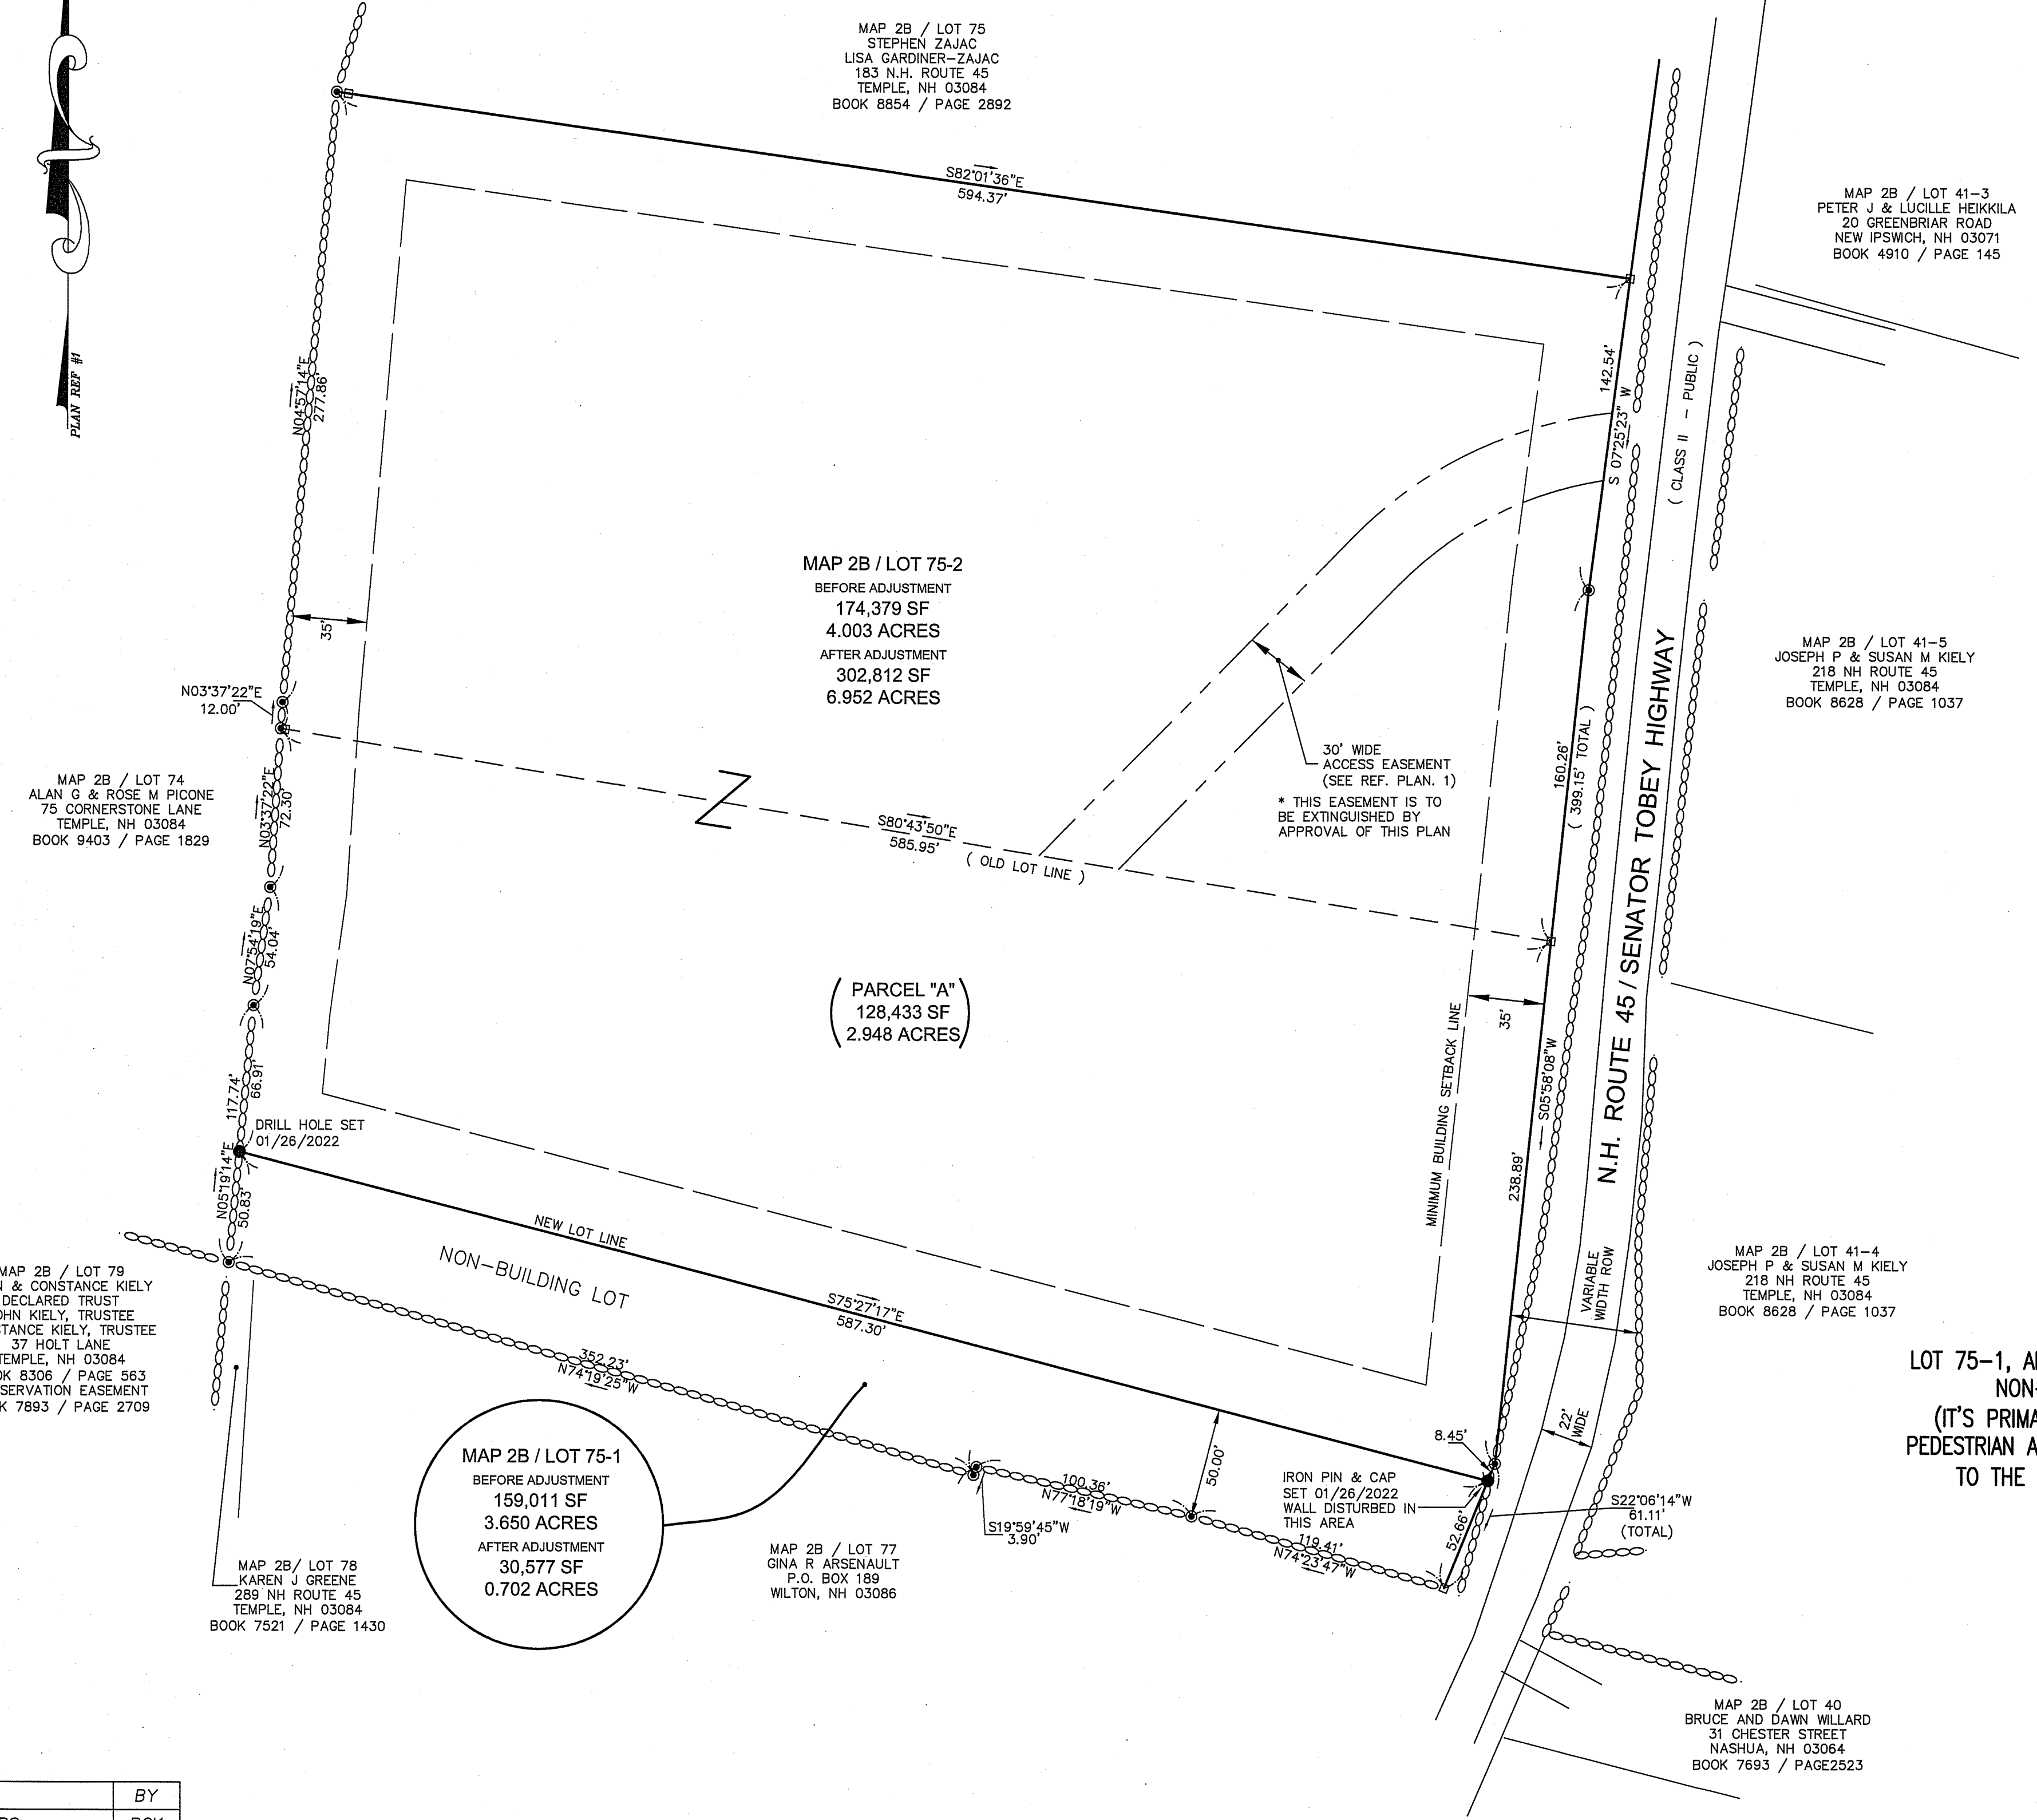 PLAN REF #1
MAP 2B / LOT 75
STEPHEN ZAJAC
LISA GARDINER-ZAJAC
183 N.H. ROUTE 45
TEMPLE, NH 03084
BOOK 8854 / PAGE 2892
S82°01'36"E
594.37'
MAP 2B / LOT 41-3
PETER J & LUCILLE HEIKKILA
20 GREENBRIAR ROAD
NEW IPSWICH, NH 03071
BOOK 4910 / PAGE 145
N04°57'14"E
277.86'
142.54'
S 07°25'23" W
( CLASS II - PUBLIC )
MAP 2B / LOT 75-2
BEFORE ADJUSTMENT
174,379 SF
4.003 ACRES
AFTER ADJUSTMENT
302,812 SF
6.952 ACRES
35'
N03°37'22"E
12.00'
MAP 2B / LOT 41-5
JOSEPH P & SUSAN M KIELY
218 NH ROUTE 45
TEMPLE, NH 03084
BOOK 8628 / PAGE 1037
30' WIDE
ACCESS EASEMENT
(SEE REF. PLAN. 1)
* THIS EASEMENT IS TO
BE EXTINGUISHED BY
APPROVAL OF THIS PLAN
160.26'
( 399.15' TOTAL )
N.H. ROUTE 45 / SENATOR TOBEY HIGHWAY
MAP 2B / LOT 74
ALAN G & ROSE M PICONE
75 CORNERSTONE LANE
TEMPLE, NH 03084
BOOK 9403 / PAGE 1829
N03°37'22"E
72.30'
S80°43'50"E
585.95'
( OLD LOT LINE )
N07°54'19"E
54.04'
( PARCEL "A" )
128,433 SF
2.948 ACRES
35'
MINIMUM BUILDING SETBACK LINE
S05°58'08"W
238.89'
117.74'
66.91'
DRILL HOLE SET
01/26/2022
N05°19'14"E
50.83'
NEW LOT LINE
NON-BUILDING LOT
S75°27'17"E
587.30'
VARIABLE
WIDTH ROW
MAP 2B / LOT 41-4
JOSEPH P & SUSAN M KIELY
218 NH ROUTE 45
TEMPLE, NH 03084
BOOK 8628 / PAGE 1037
MAP 2B / LOT 79
N & CONSTANCE KIELY
DECLARED TRUST
OHN KIELY, TRUSTEE
STANCE KIELY, TRUSTEE
37 HOLT LANE
TEMPLE, NH 03084
OK 8306 / PAGE 563
SERVATION EASEMENT
K 7893 / PAGE 2709
352.23'
N74°19'25"W
LOT 75-1, A
NON-
(IT'S PRIMA
PEDESTRIAN A
TO THE
MAP 2B / LOT 75-1
BEFORE ADJUSTMENT
159,011 SF
3.650 ACRES
AFTER ADJUSTMENT
30,577 SF
0.702 ACRES
8.45'
22'
WIDE
50.00'
100.36'
N77°18'19"W
S19°59'45"W
3.90'
IRON PIN & CAP
SET 01/26/2022
WALL DISTURBED IN
THIS AREA
S22°06'14"W
61.11'
(TOTAL)
52.66'
119.41'
N74°23'47"W
MAP 2B/ LOT 78
KAREN J GREENE
289 NH ROUTE 45
TEMPLE, NH 03084
BOOK 7521 / PAGE 1430
MAP 2B / LOT 77
GINA R ARSENAULT
P.O. BOX 189
WILTON, NH 03086
MAP 2B / LOT 40
BRUCE AND DAWN WILLARD
31 CHESTER STREET
NASHUA, NH 03064
BOOK 7693 / PAGE2523
BY